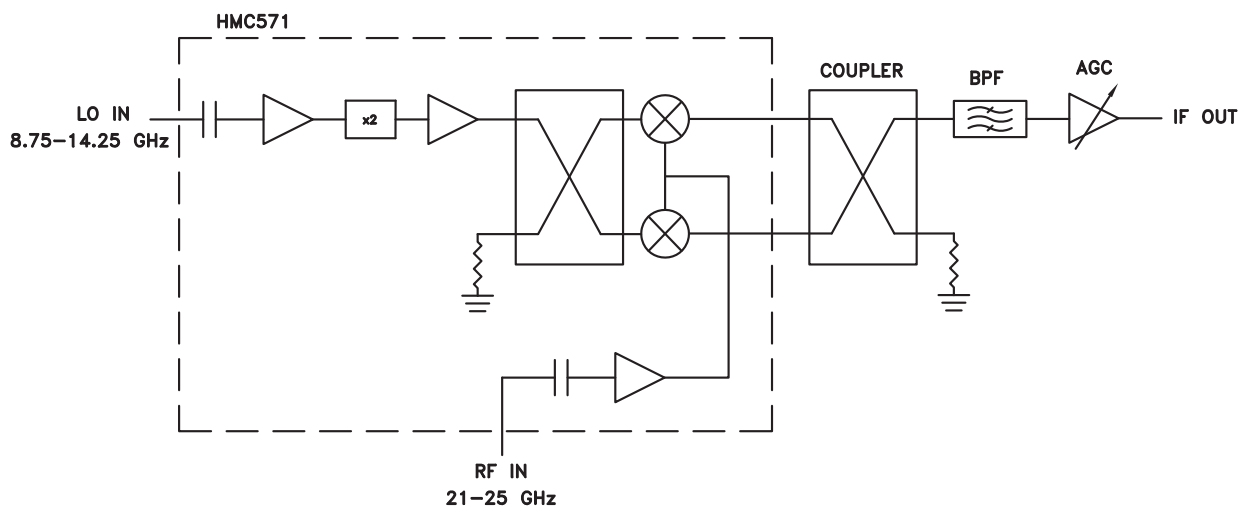 HMC571
LO IN
8.75–14.25 GHz
x2
COUPLER
BPF
AGC
IF OUT
RF IN
21–25 GHz